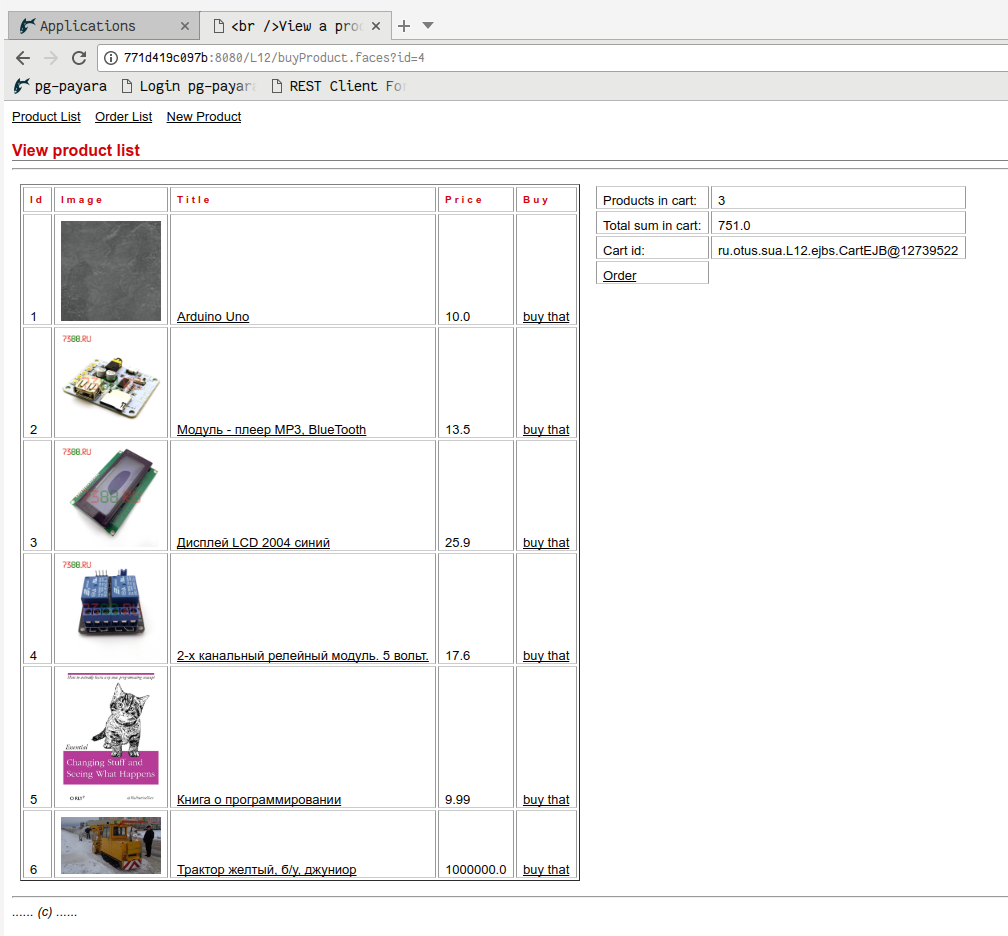 Applications
<br />View a prod
771d419c097b:8080/L12/buyProduct.faces?id=4
pg-payara Login pg-payara REST Client For
Product List Order List New Product
View product list
Id Image Title Price Buy
1 Arduino Uno 10.0 buy that
7588.RU
2 Модуль - плеер MP3, BlueTooth 13.5 buy that
7588.RU
3 Дисплей LCD 2004 синий 25.9 buy that
7588.RU
4 2-х канальный релейный модуль. 5 вольт. 17.6 buy that
Essential
Changing Stuff and
Seeing What Happens
O RLY?
5 Книга о программировании 9.99 buy that
6 Трактор желтый, б/у, джуниор 1000000.0 buy that
Products in cart: 3
Total sum in cart: 751.0
Cart id: ru.otus.sua.L12.ejbs.CartEJB@12739522
Order
...... (c) ......